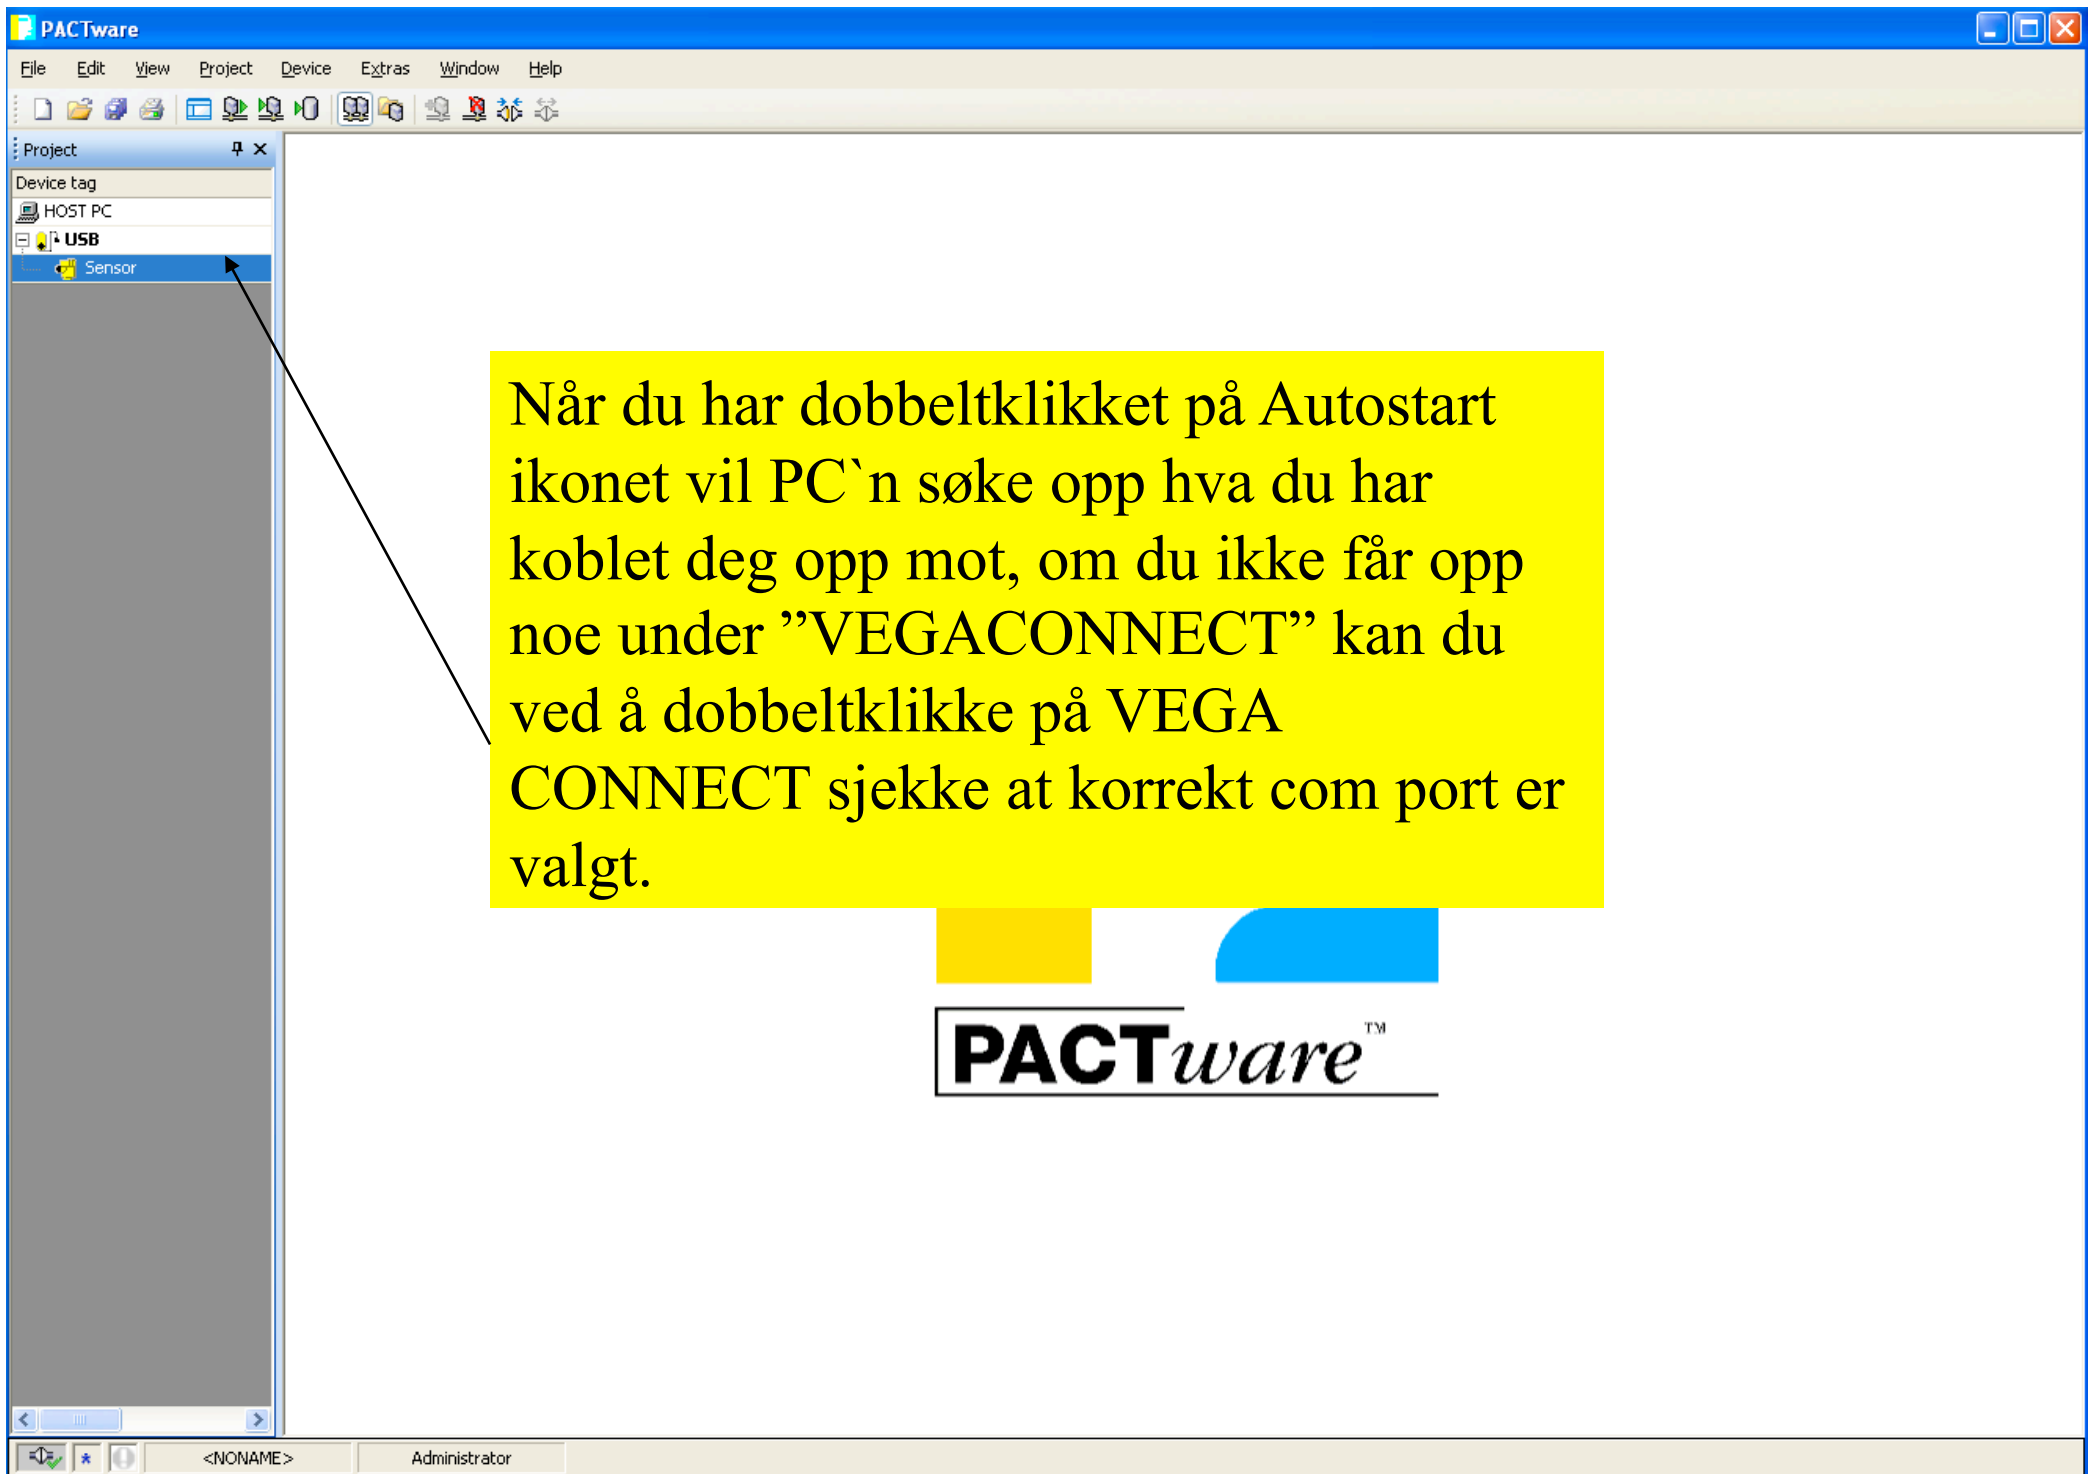 PACTware
File Edit View Project Device Extras Window Help
Project
Device tag
HOST PC
USB
Sensor
Når du har dobbeltklikket på Autostart
ikonet vil PC`n søke opp hva du har
koblet deg opp mot, om du ikke får opp
noe under ”VEGACONNECT” kan du
ved å dobbeltklikke på VEGA
CONNECT sjekke at korrekt com port er
valgt.
PACTware™
<NONAME> Administrator